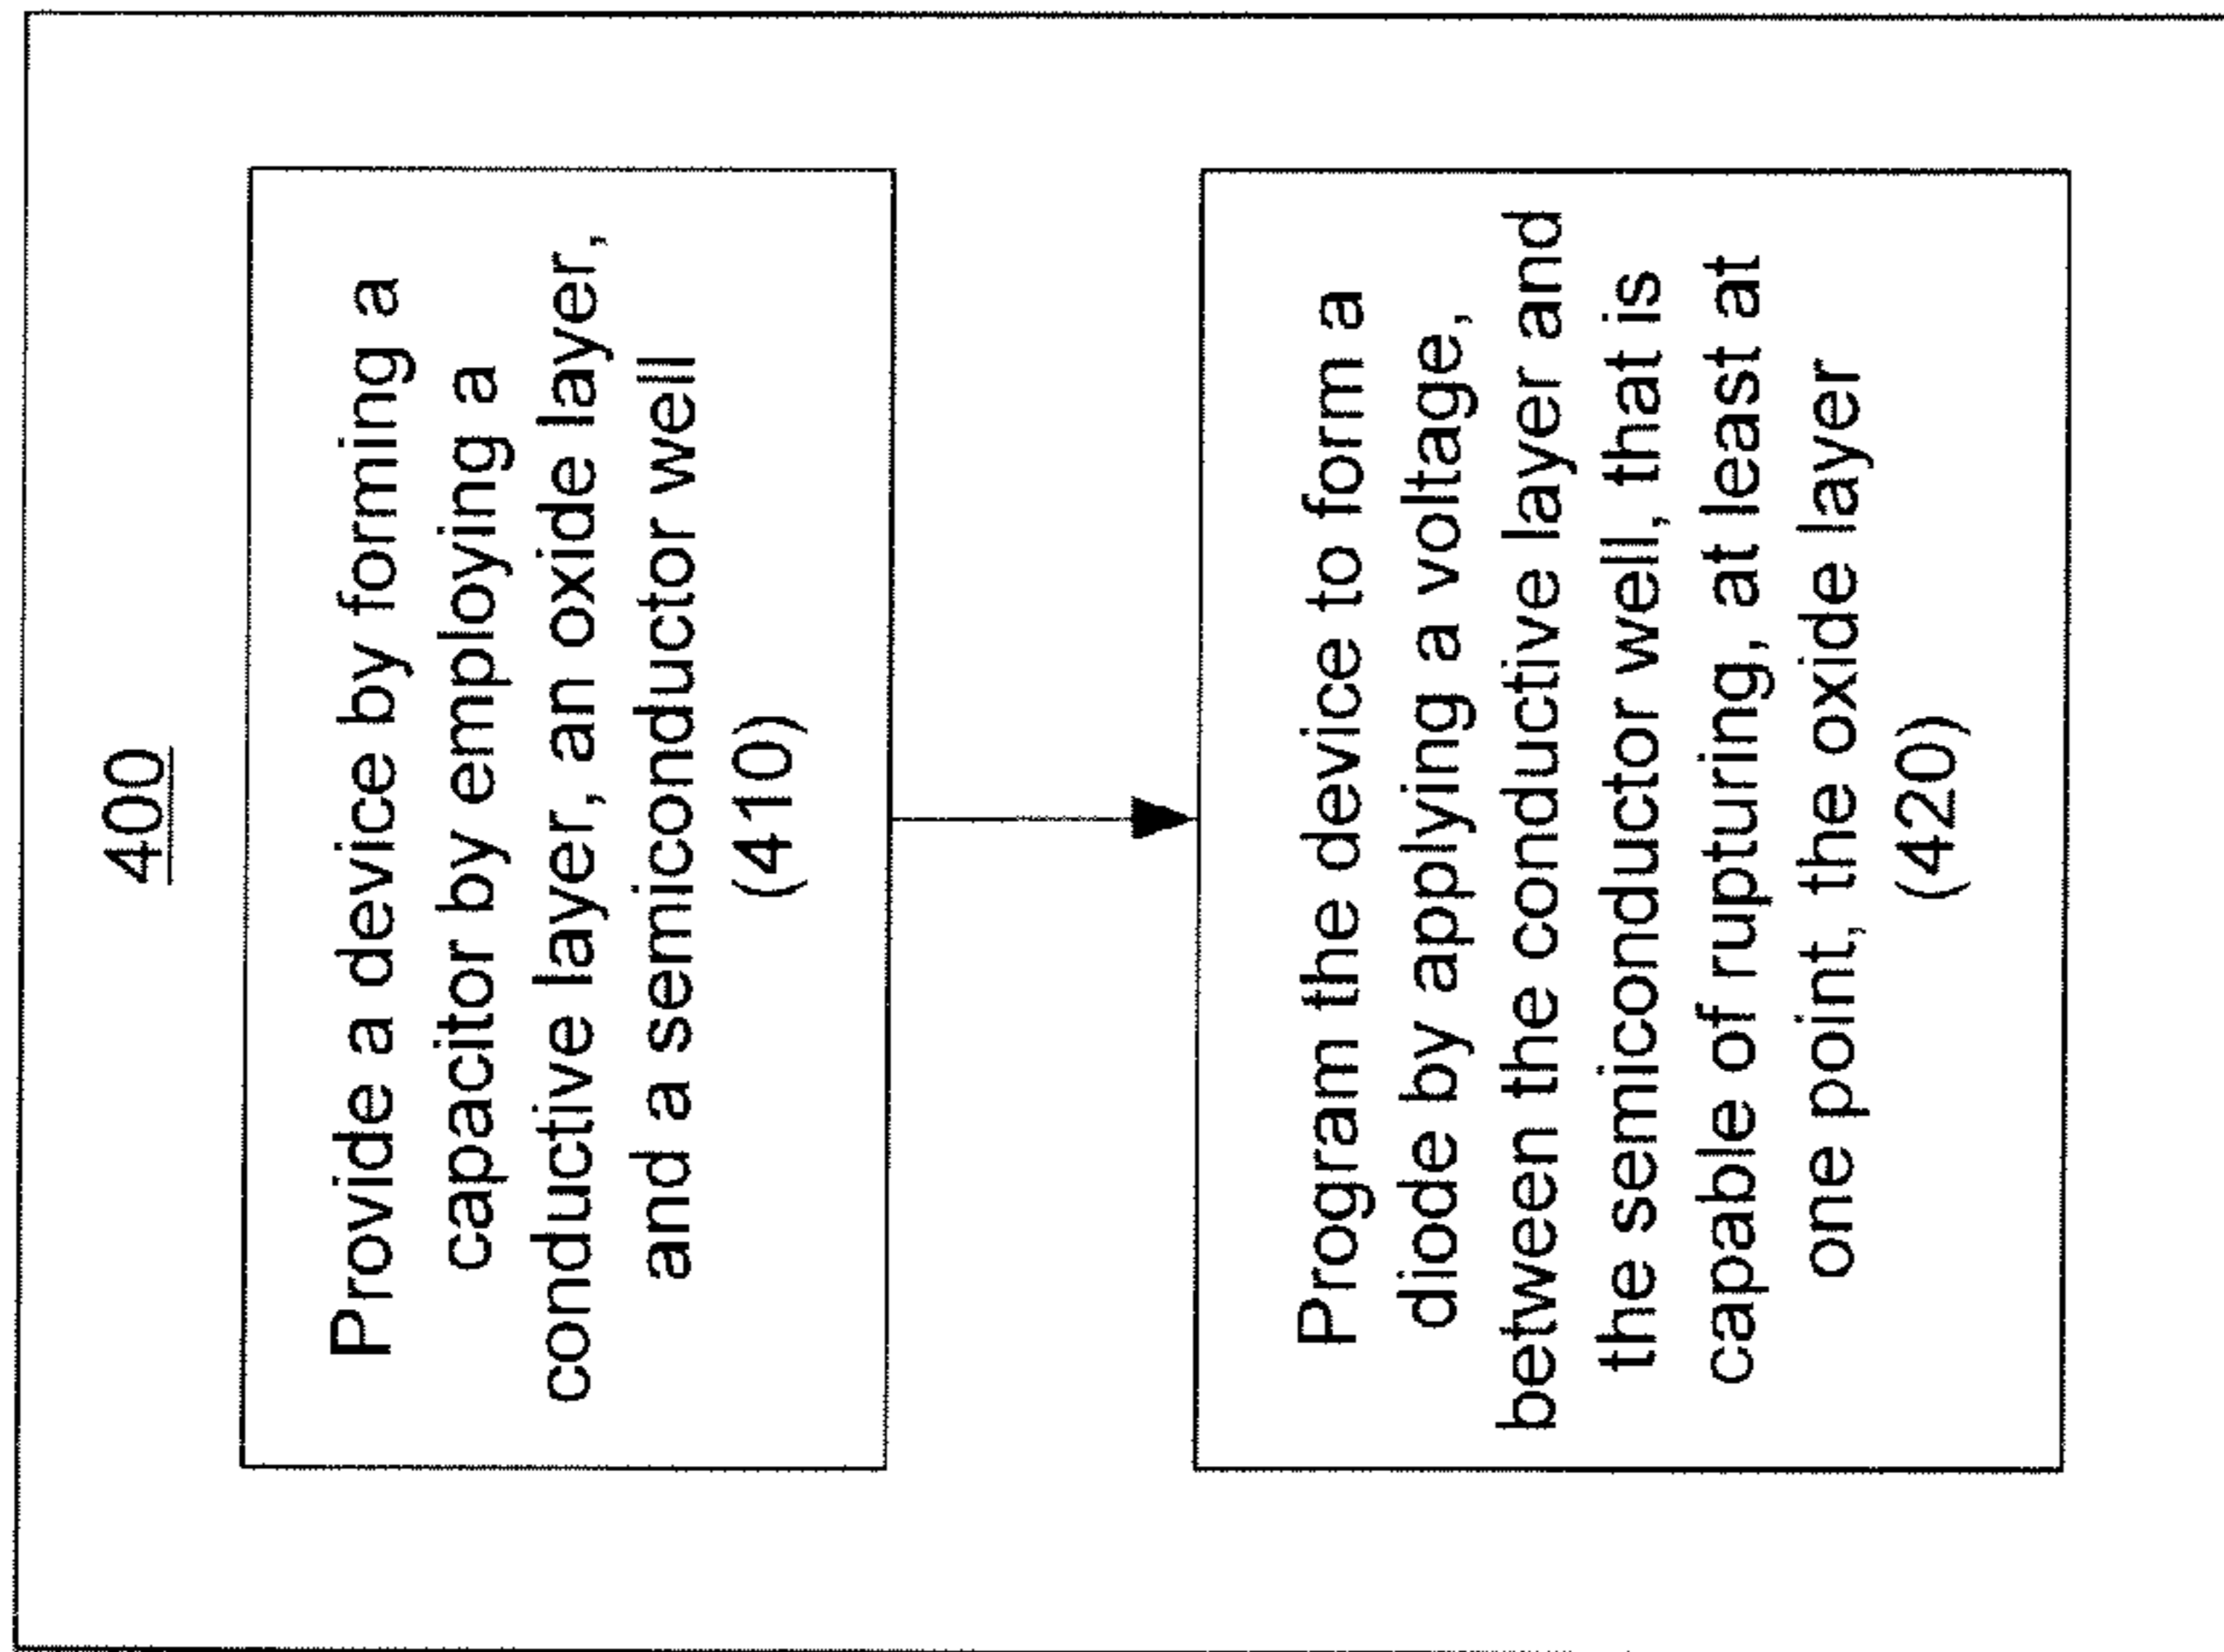 400
Provide a device by forming a
capacitor by employing a
conductive layer, an oxide layer,
and a semiconductor well
(410)
Program the device to form a
diode by applying a voltage,
between the conductive layer and
the semiconductor well, that is
capable of rupturing, at least at
one point, the oxide layer
(420)